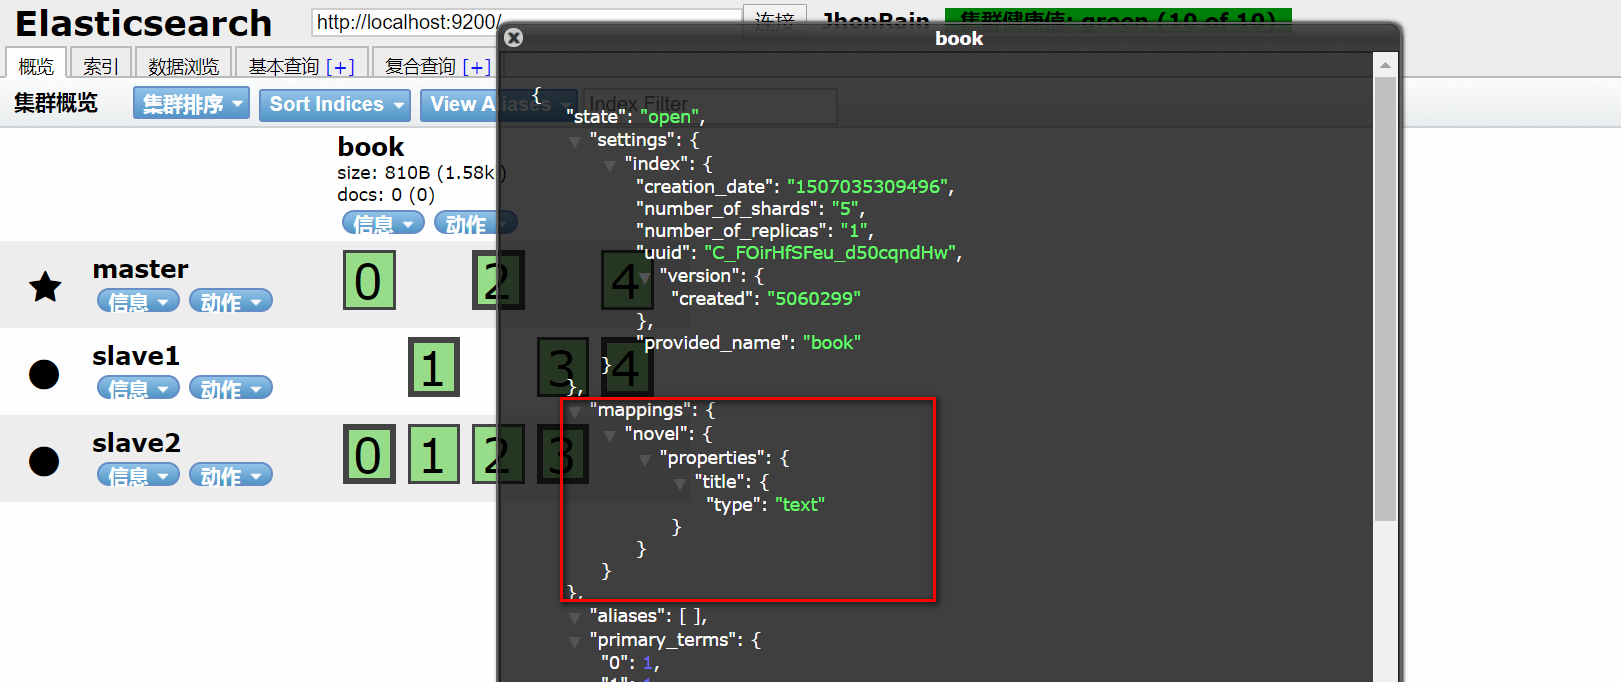 Elasticsearch
http://localhost:9200/
连接
JhonRain
集群健康值: green (10 of 10)
概览
索引
数据浏览
基本查询 [+]
复合查询 [+]
集群概览
集群排序
Sort Indices
View Aliases
Index Filter
book
size: 810B (1.58k)
docs: 0 (0)
信息
动作
master
信息
动作
0
2
4
slave1
信息
动作
1
3
4
slave2
信息
动作
0
1
2
3
book
{
"state": "open",
"settings": {
"index": {
"creation_date": "1507035309496",
"number_of_shards": "5",
"number_of_replicas": "1",
"uuid": "C_FOirHfSFeu_d50cqndHw",
"version": {
"created": "5060299"
},
"provided_name": "book"
}
},
"mappings": {
"novel": {
"properties": {
"title": {
"type": "text"
}
}
}
},
"aliases": [ ],
"primary_terms": {
"0": 1,